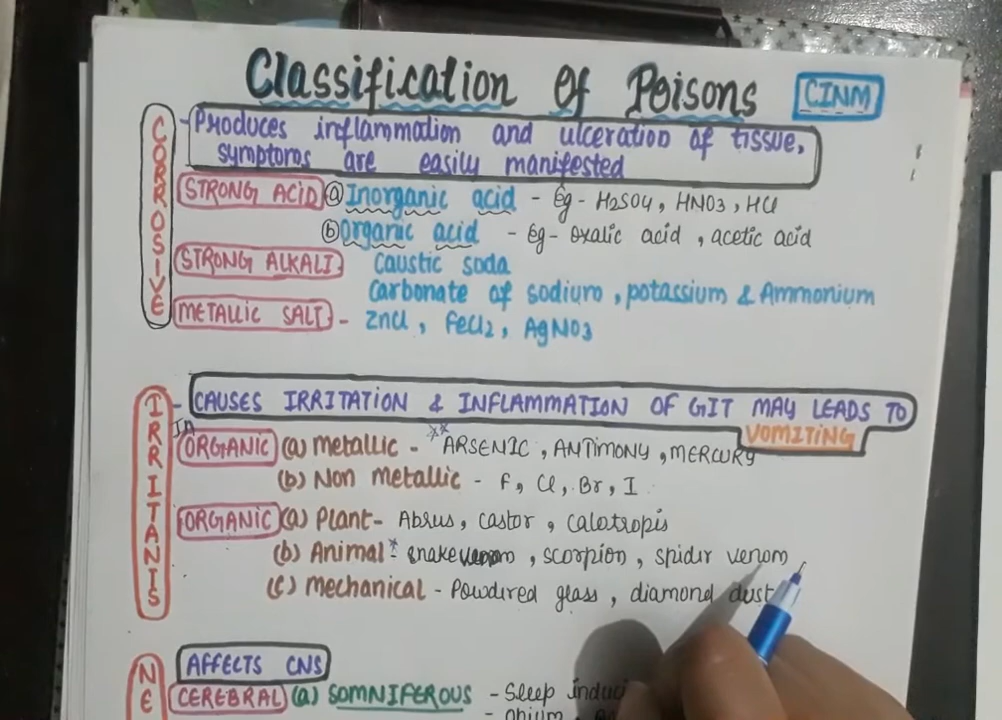 Classification Of Poisons CINM
CORROSIVE
- Produces inflammation and ulceration of tissue,
symptoms are easily manifested
STRONG ACID ⓐ Inorganic acid - Eg - H2SO4, HNO3, HCl
ⓑ Organic acid - eg- Oxalic acid, acetic acid
STRONG ALKALI Caustic soda
Carbonate of sodium, potassium & Ammonium
METALLIC SALT - ZnCl, FeCl2, AgNO3
IRRITANTS
- CAUSES IRRITATION & INFLAMMATION OF GIT MAY LEADS TO
VOMITING
In
ORGANIC (a) Metallic - **ARSENIC, ANTIMONY, MERCURY
(b) Non Metallic - F, Cl, Br, I
ORGANIC (a) Plant- Abrus, castor, calotropis
(b) Animal* - snake venom, scorpion, spider venom
(c) Mechanical - Powdired glass, diamond dust
NE
AFFECTS CNS
CEREBRAL (a) SOMNIFEROUS - Sleep
- opium,